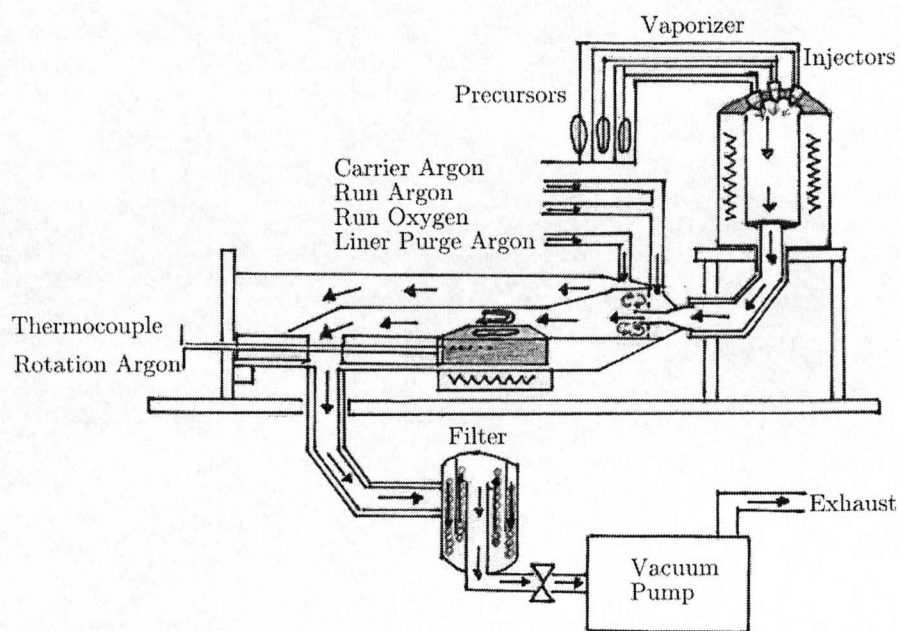 Vaporizer
Injectors
Precursors
Carrier Argon
Run Argon
Run Oxygen
Liner Purge Argon
Thermocouple
Rotation Argon
Filter
Exhaust
Vacuum
Pump